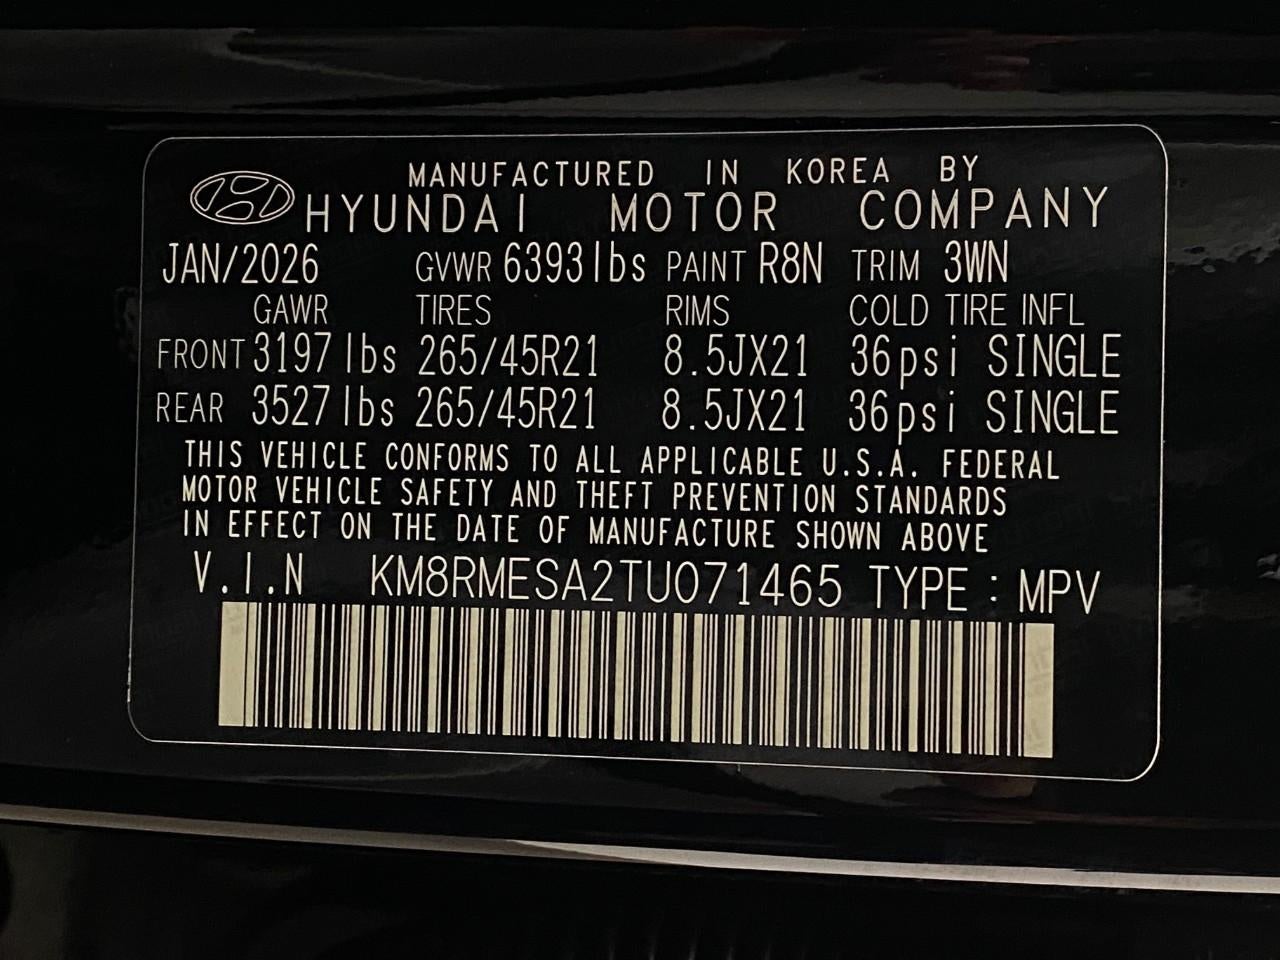 MANUFACTURED IN KOREA BY
HYUNDAI MOTOR COMPANY
JAN/2026 GVWR 6393lbs PAINT R8N TRIM 3WN
GAWR TIRES RIMS COLD TIRE INFL
FRONT 3197lbs 265/45R21 8.5JX21 36psi SINGLE
REAR 3527lbs 265/45R21 8.5JX21 36psi SINGLE
THIS VEHICLE CONFORMS TO ALL APPLICABLE U.S.A. FEDERAL
MOTOR VEHICLE SAFETY AND THEFT PREVENTION STANDARDS
IN EFFECT ON THE DATE OF MANUFACTURE SHOWN ABOVE
V.I.N KM8RMESA2TU071465 TYPE : MPV